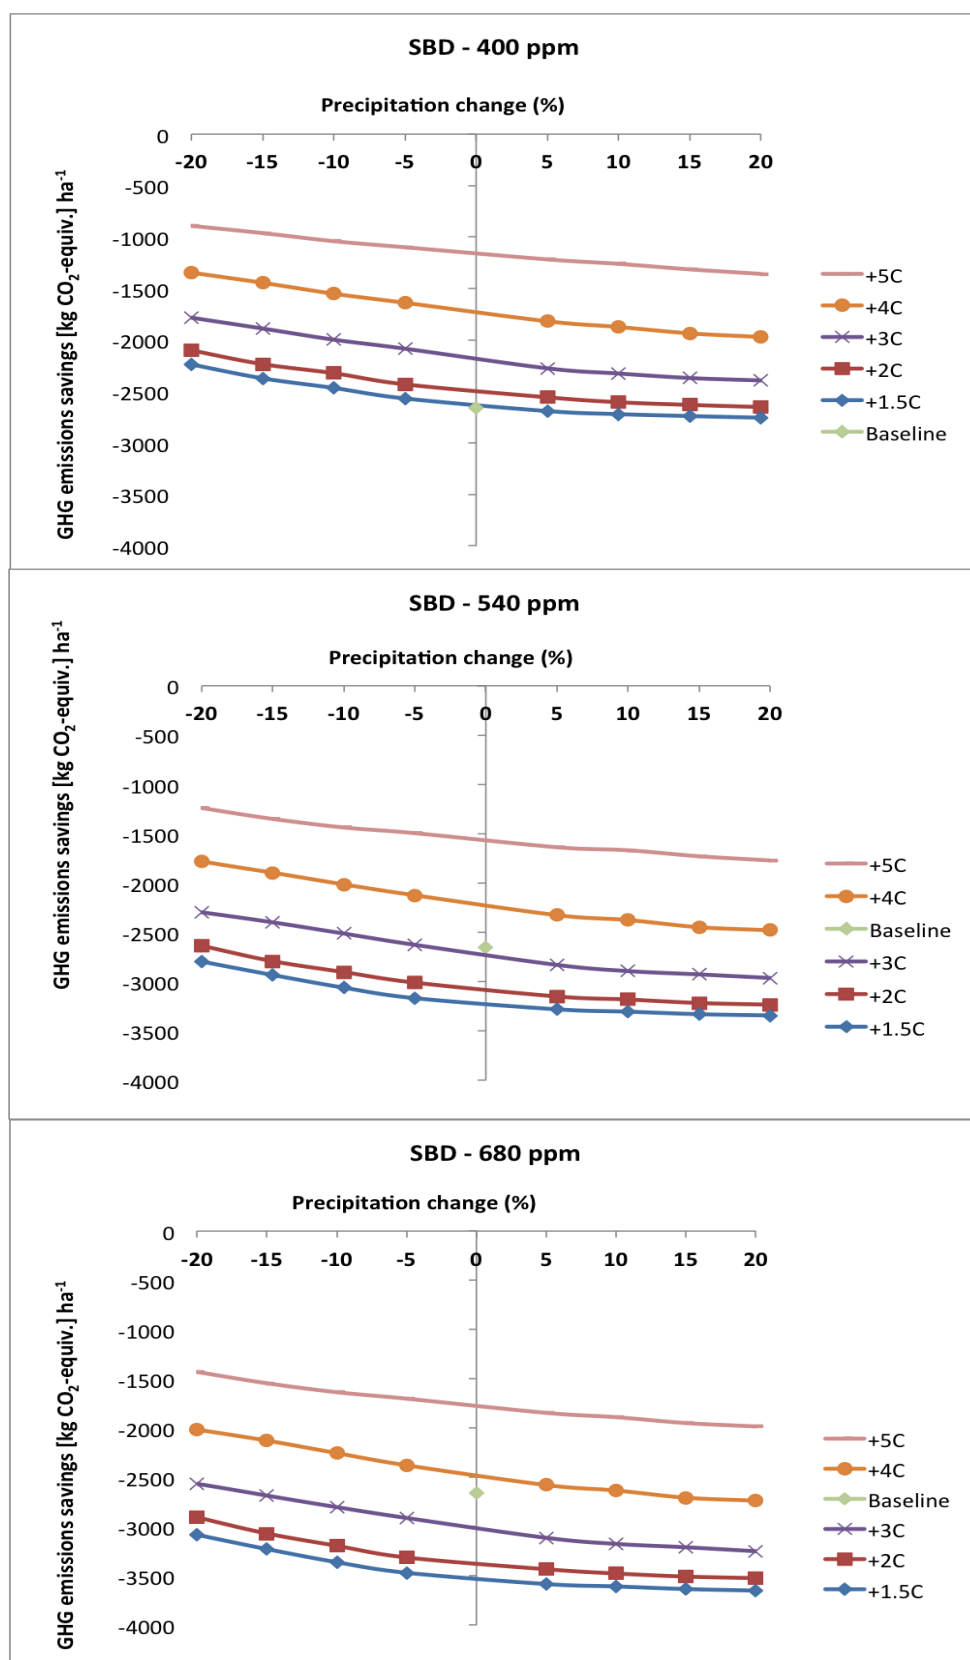 SBD - 400 ppm
Precipitation change (%)
GHG emissions savings [kg CO2-equiv.] ha-1
0
-500
-1000
-1500
-2000
-2500
-3000
-3500
-4000
-20 -15 -10 -5 0 5 10 15 20
+5C
+4C
+3C
+2C
+1.5C
Baseline
SBD - 540 ppm
Precipitation change (%)
GHG emissions savings [kg CO2-equiv.] ha-1
0
-500
-1000
-1500
-2000
-2500
-3000
-3500
-4000
-20 -15 -10 -5 0 5 10 15 20
+5C
+4C
Baseline
+3C
+2C
+1.5C
SBD - 680 ppm
Precipitation change (%)
GHG emissions savings [kg CO2-equiv.] ha-1
0
-500
-1000
-1500
-2000
-2500
-3000
-3500
-4000
-20 -15 -10 -5 0 5 10 15 20
+5C
+4C
Baseline
+3C
+2C
+1.5C